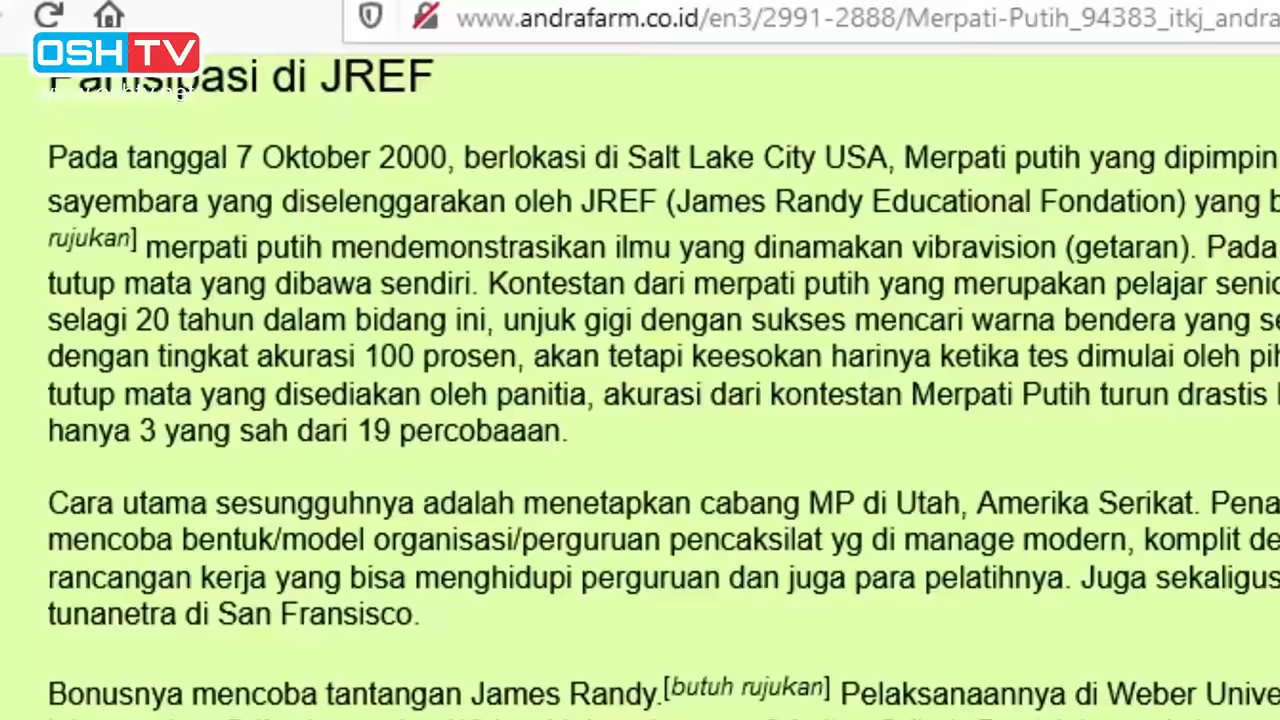 www.andrafarm.co.id/en3/2991-2888/Merpati-Putih_94383_itkj_andra
OSH TV
www.oshtv.net
Partisipasi di JREF
Pada tanggal 7 Oktober 2000, berlokasi di Salt Lake City USA, Merpati putih yang dipimpin
sayembara yang diselenggarakan oleh JREF (James Randy Educational Fondation) yang b
rujukan] merpati putih mendemonstrasikan ilmu yang dinamakan vibravision (getaran). Pada
tutup mata yang dibawa sendiri. Kontestan dari merpati putih yang merupakan pelajar senio
selagi 20 tahun dalam bidang ini, unjuk gigi dengan sukses mencari warna bendera yang se
dengan tingkat akurasi 100 prosen, akan tetapi keesokan harinya ketika tes dimulai oleh pih
tutup mata yang disediakan oleh panitia, akurasi dari kontestan Merpati Putih turun drastis
hanya 3 yang sah dari 19 percobaaan.
Cara utama sesungguhnya adalah menetapkan cabang MP di Utah, Amerika Serikat. Pena
mencoba bentuk/model organisasi/perguruan pencaksilat yg di manage modern, komplit de
rancangan kerja yang bisa menghidupi perguruan dan juga para pelatihnya. Juga sekaligus
tunanetra di San Fransisco.
Bonusnya mencoba tantangan James Randy.[butuh rujukan] Pelaksanaannya di Weber Unive